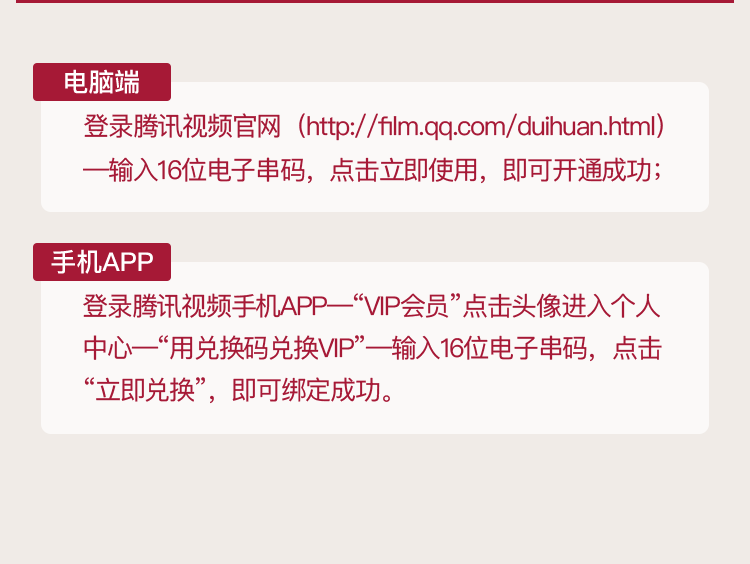 电脑端
登录腾讯视频官网（http://film.qq.com/duihuan.html）
—输入16位电子串码，点击立即使用，即可开通成功；
手机APP
登录腾讯视频手机APP—“VIP会员”点击头像进入个人
中心—“用兑换码兑换VIP”—输入16位电子串码，点击
“立即兑换”，即可绑定成功。